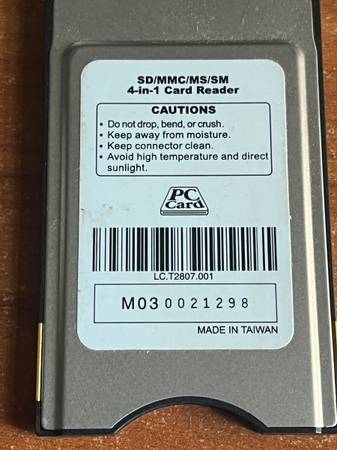 SD/MMC/MS/SM
4-in-1 Card Reader
CAUTIONS
• Do not drop, bend, or crush.
• Keep away from moisture.
• Keep connector clean.
• Avoid high temperature and direct
sunlight.
PC
Card
LC.T2807.001
M03 0021298
MADE IN TAIWAN